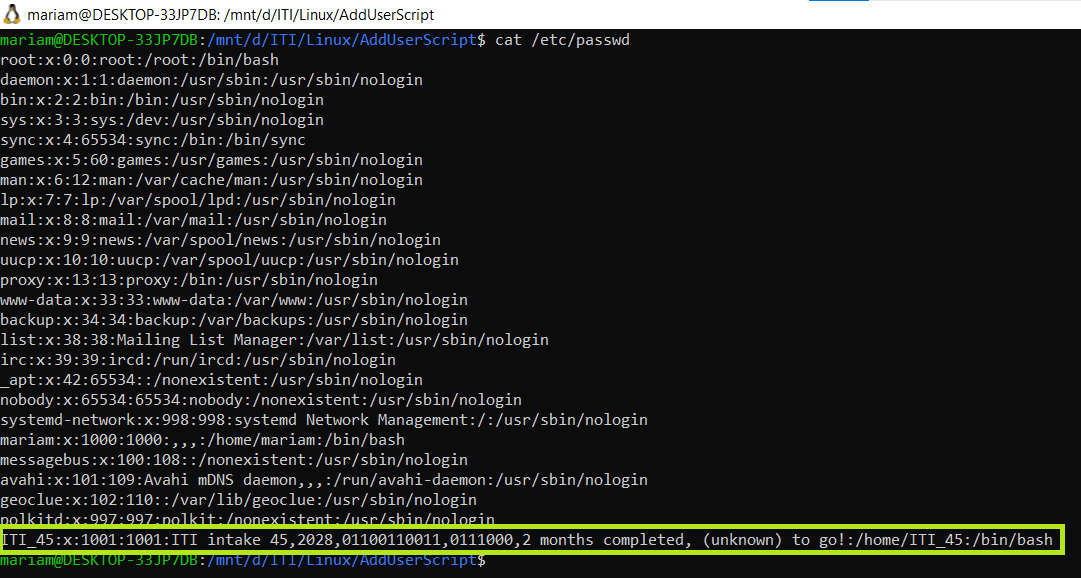 mariam@DESKTOP-33JP7DB: /mnt/d/ITI/Linux/AddUserScript
mariam@DESKTOP-33JP7DB:/mnt/d/ITI/Linux/AddUserScript$ cat /etc/passwd
root:x:0:0:root:/root:/bin/bash
daemon:x:1:1:daemon:/usr/sbin:/usr/sbin/nologin
bin:x:2:2:bin:/bin:/usr/sbin/nologin
sys:x:3:3:sys:/dev:/usr/sbin/nologin
sync:x:4:65534:sync:/bin:/bin/sync
games:x:5:60:games:/usr/games:/usr/sbin/nologin
man:x:6:12:man:/var/cache/man:/usr/sbin/nologin
lp:x:7:7:lp:/var/spool/lpd:/usr/sbin/nologin
mail:x:8:8:mail:/var/mail:/usr/sbin/nologin
news:x:9:9:news:/var/spool/news:/usr/sbin/nologin
uucp:x:10:10:uucp:/var/spool/uucp:/usr/sbin/nologin
proxy:x:13:13:proxy:/bin:/usr/sbin/nologin
www-data:x:33:33:www-data:/var/www:/usr/sbin/nologin
backup:x:34:34:backup:/var/backups:/usr/sbin/nologin
list:x:38:38:Mailing List Manager:/var/list:/usr/sbin/nologin
irc:x:39:39:ircd:/run/ircd:/usr/sbin/nologin
_apt:x:42:65534::/nonexistent:/usr/sbin/nologin
nobody:x:65534:65534:nobody:/nonexistent:/usr/sbin/nologin
systemd-network:x:998:998:systemd Network Management:/:/usr/sbin/nologin
mariam:x:1000:1000:,,,:/home/mariam:/bin/bash
messagebus:x:100:108::/nonexistent:/usr/sbin/nologin
avahi:x:101:109:Avahi mDNS daemon,,,:/run/avahi-daemon:/usr/sbin/nologin
geoclue:x:102:110::/var/lib/geoclue:/usr/sbin/nologin
polkitd:x:997:997:polkit:/nonexistent:/usr/sbin/nologin
ITI_45:x:1001:1001:ITI intake 45,2028,01100110011,0111000,2 months completed, (unknown) to go!:/home/ITI_45:/bin/bash
mariam@DESKTOP-33JP7DB:/mnt/d/ITI/Linux/AddUserScript$